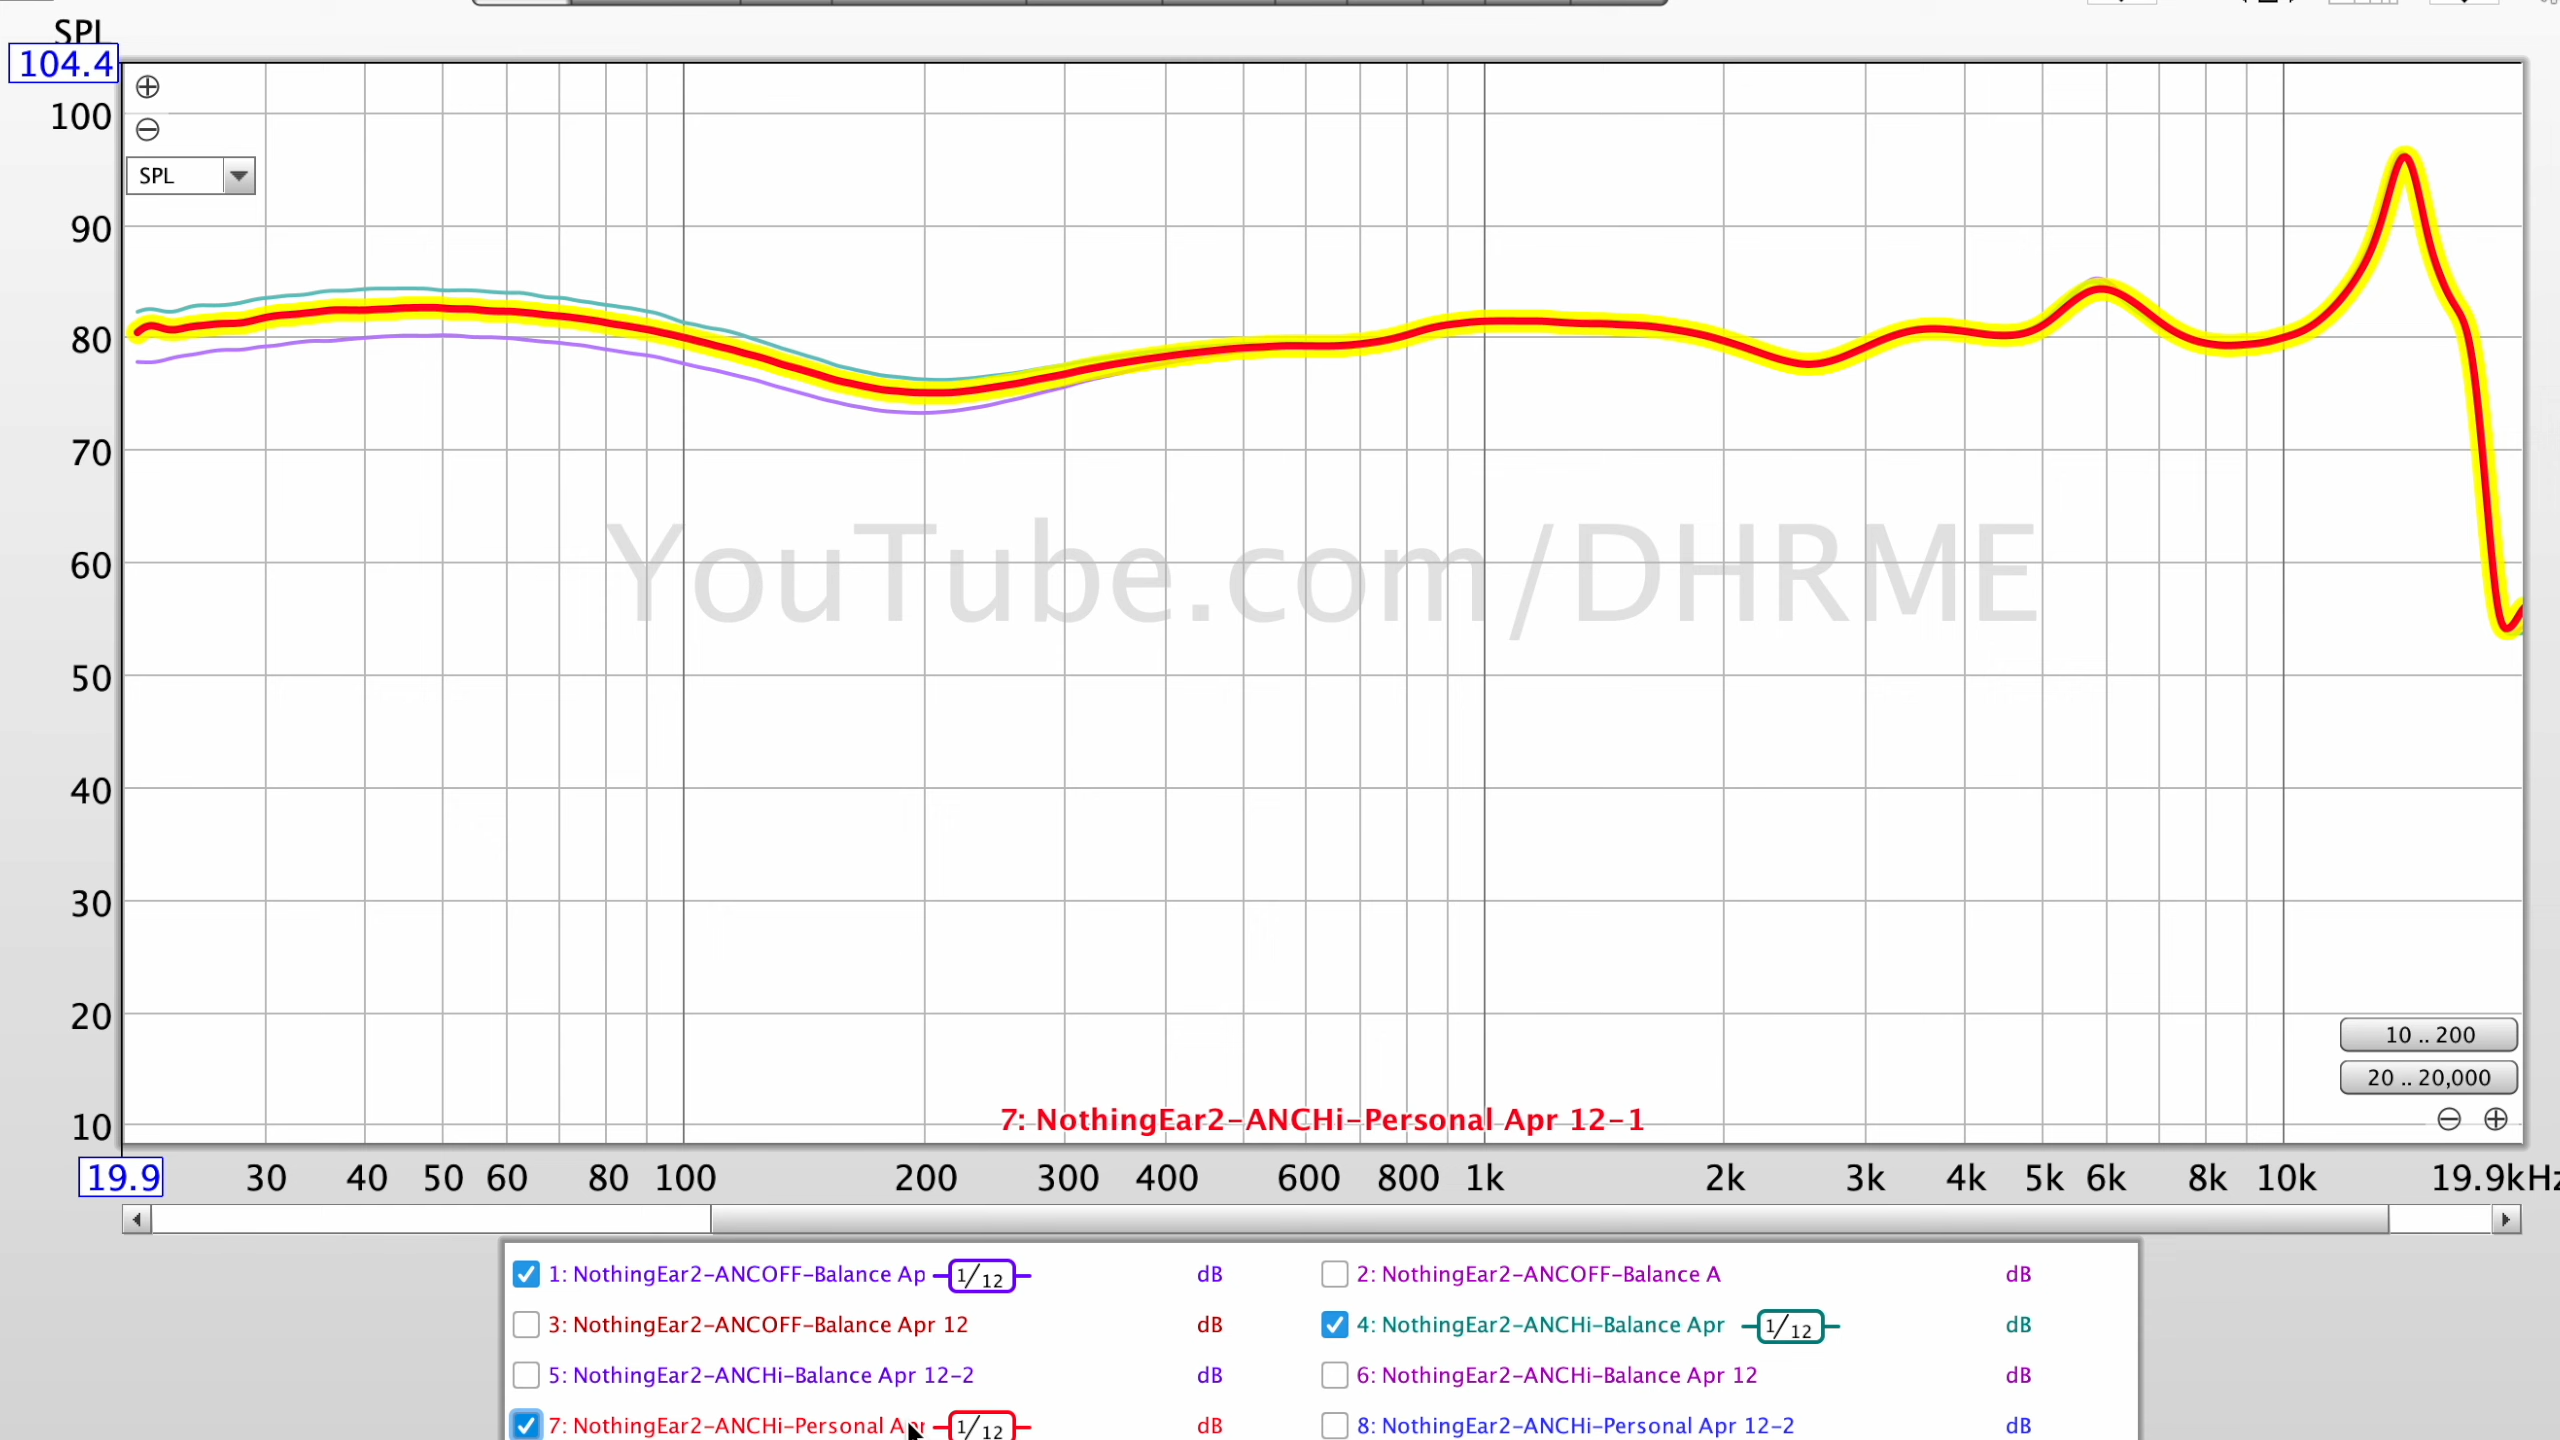 SPL
104.4
100
SPL
90
80
70
YouTube.com/DHRME
60
50
40
30
20
10 .. 200
20 .. 20,000
10
7: NothingEar2-ANCHi-Personal Apr 12-1
19.9 30 40 50 60 80 100 200 300 400 600 800 1k 2k 3k 4k 5k 6k 8k 10k 19.9kHz
1: NothingEar2-ANCOFF-Balance Ap 1/12 dB
2: NothingEar2-ANCOFF-Balance A dB
3: NothingEar2-ANCOFF-Balance Apr 12 dB
4: NothingEar2-ANCHi-Balance Apr 1/12 dB
5: NothingEar2-ANCHi-Balance Apr 12-2 dB
6: NothingEar2-ANCHi-Balance Apr 12 dB
7: NothingEar2-ANCHi-Personal Apr 1/12 dB
8: NothingEar2-ANCHi-Personal Apr 12-2 dB